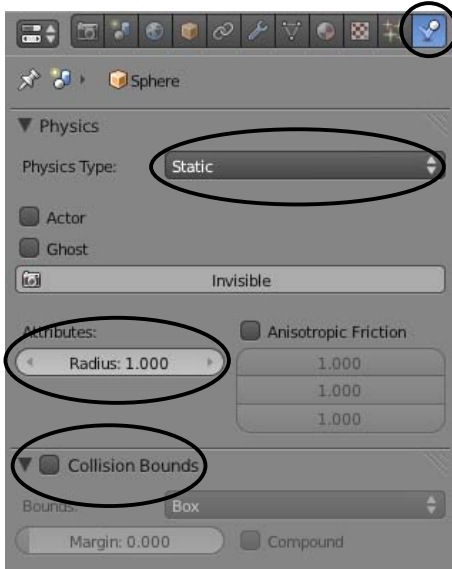 Sphere
Physics
Physics Type: Static
Actor
Ghost
Invisible
Attributes: Anisotropic Friction
Radius: 1.000 1.000
1.000
1.000
Collision Bounds
Bounds: Box
Margin: 0.000 Compound